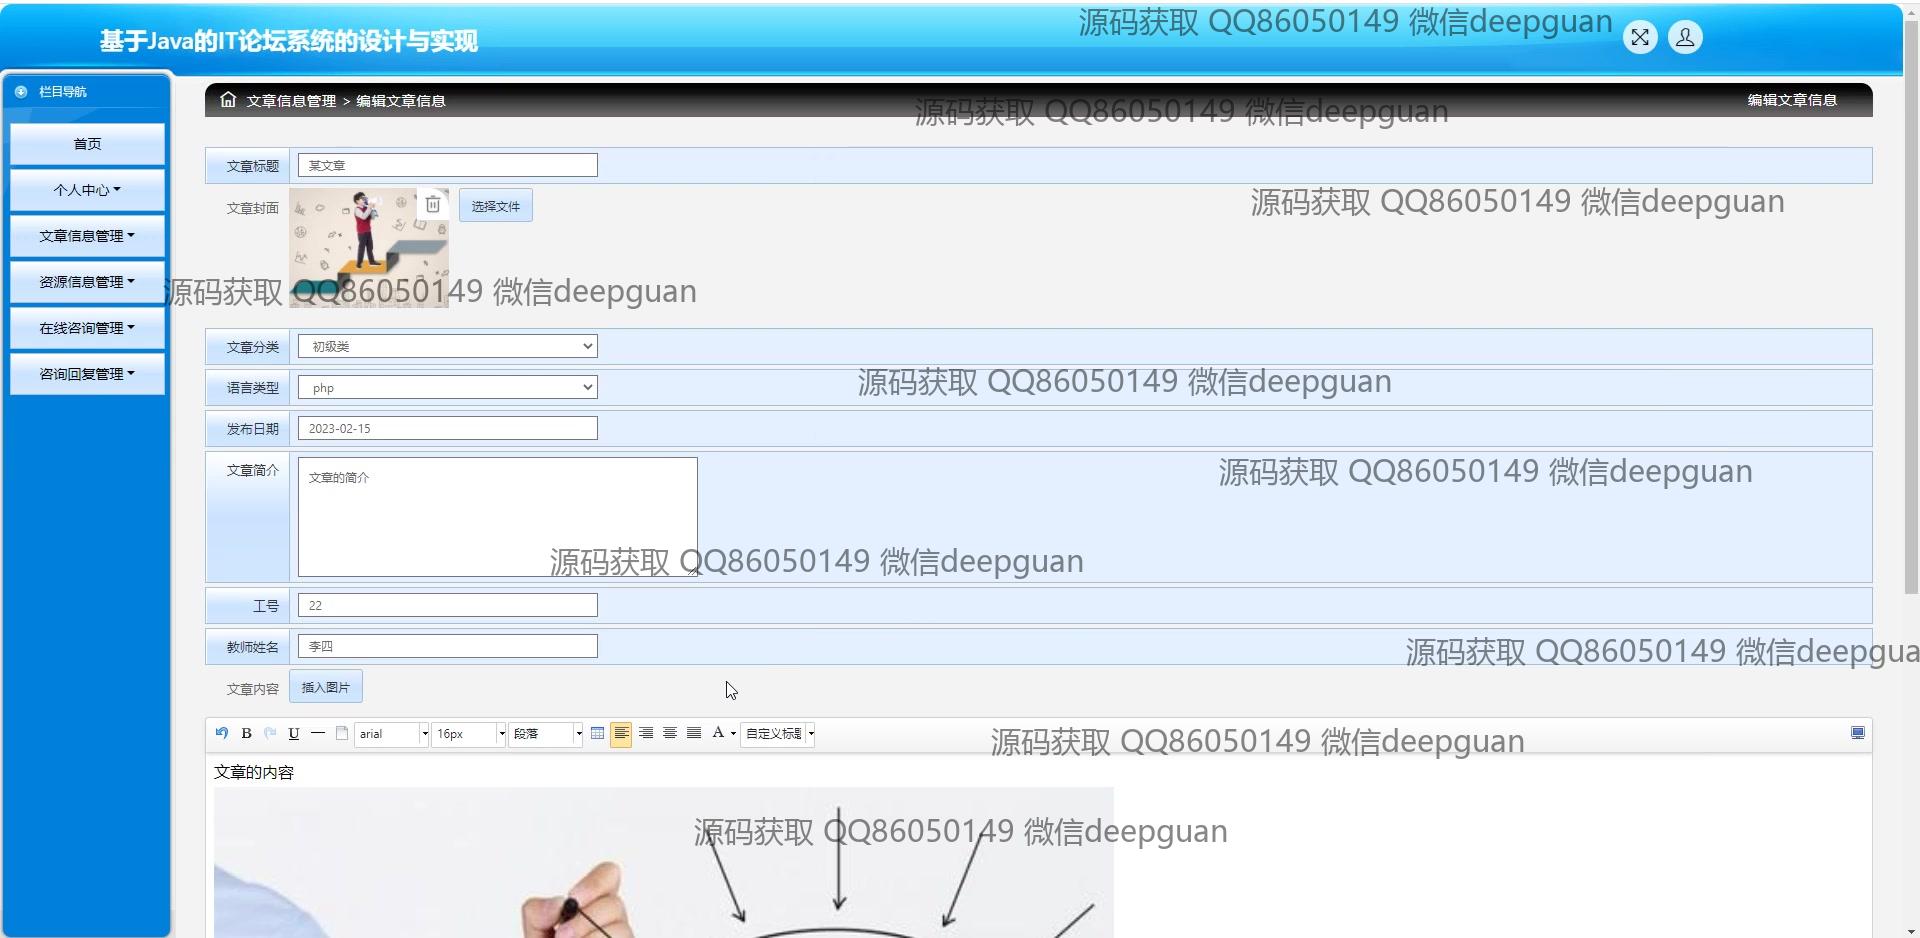 源码获取 QQ86050149 微信deepguan
基于Java的IT论坛系统的设计与实现
栏目导航
首页
个人中心
文章信息管理
资源信息管理
在线咨询管理
咨询回复管理
文章信息管理 > 编辑文章信息
编辑文章信息
源码获取 QQ86050149 微信deepguan
文章标题 某文章
源码获取 QQ86050149 微信deepguan
文章封面 选择文件
源码获取 QQ86050149 微信deepguan
文章分类 初级类
语言类型 php
源码获取 QQ86050149 微信deepguan
发布日期 2023-02-15
文章简介 文章的简介
源码获取 QQ86050149 微信deepguan
源码获取 QQ86050149 微信deepguan
工号 22
教师姓名 李四
源码获取 QQ86050149 微信deepgua
文章内容 插入图片
B U arial 16px 段落 A 自定义标题
源码获取 QQ86050149 微信deepguan
文章的内容
源码获取 QQ86050149 微信deepguan